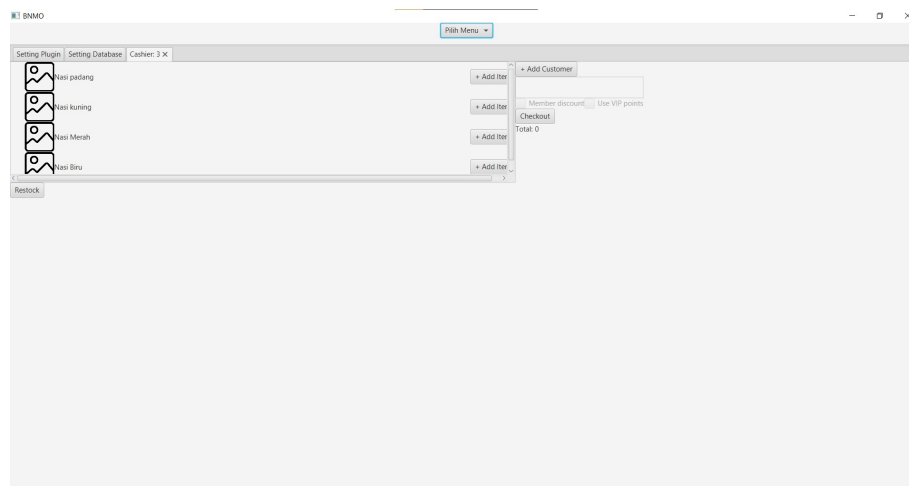 BNMO
Pilih Menu
Setting Plugin Setting Database Cashier: 3
Nasi padang
+ Add Iter
Nasi kuning
+ Add Iter
Nasi Merah
+ Add Iter
Nasi Biru
+ Add Iter
Restock
+ Add Customer
Member discount Use VIP points
Checkout
Total: 0